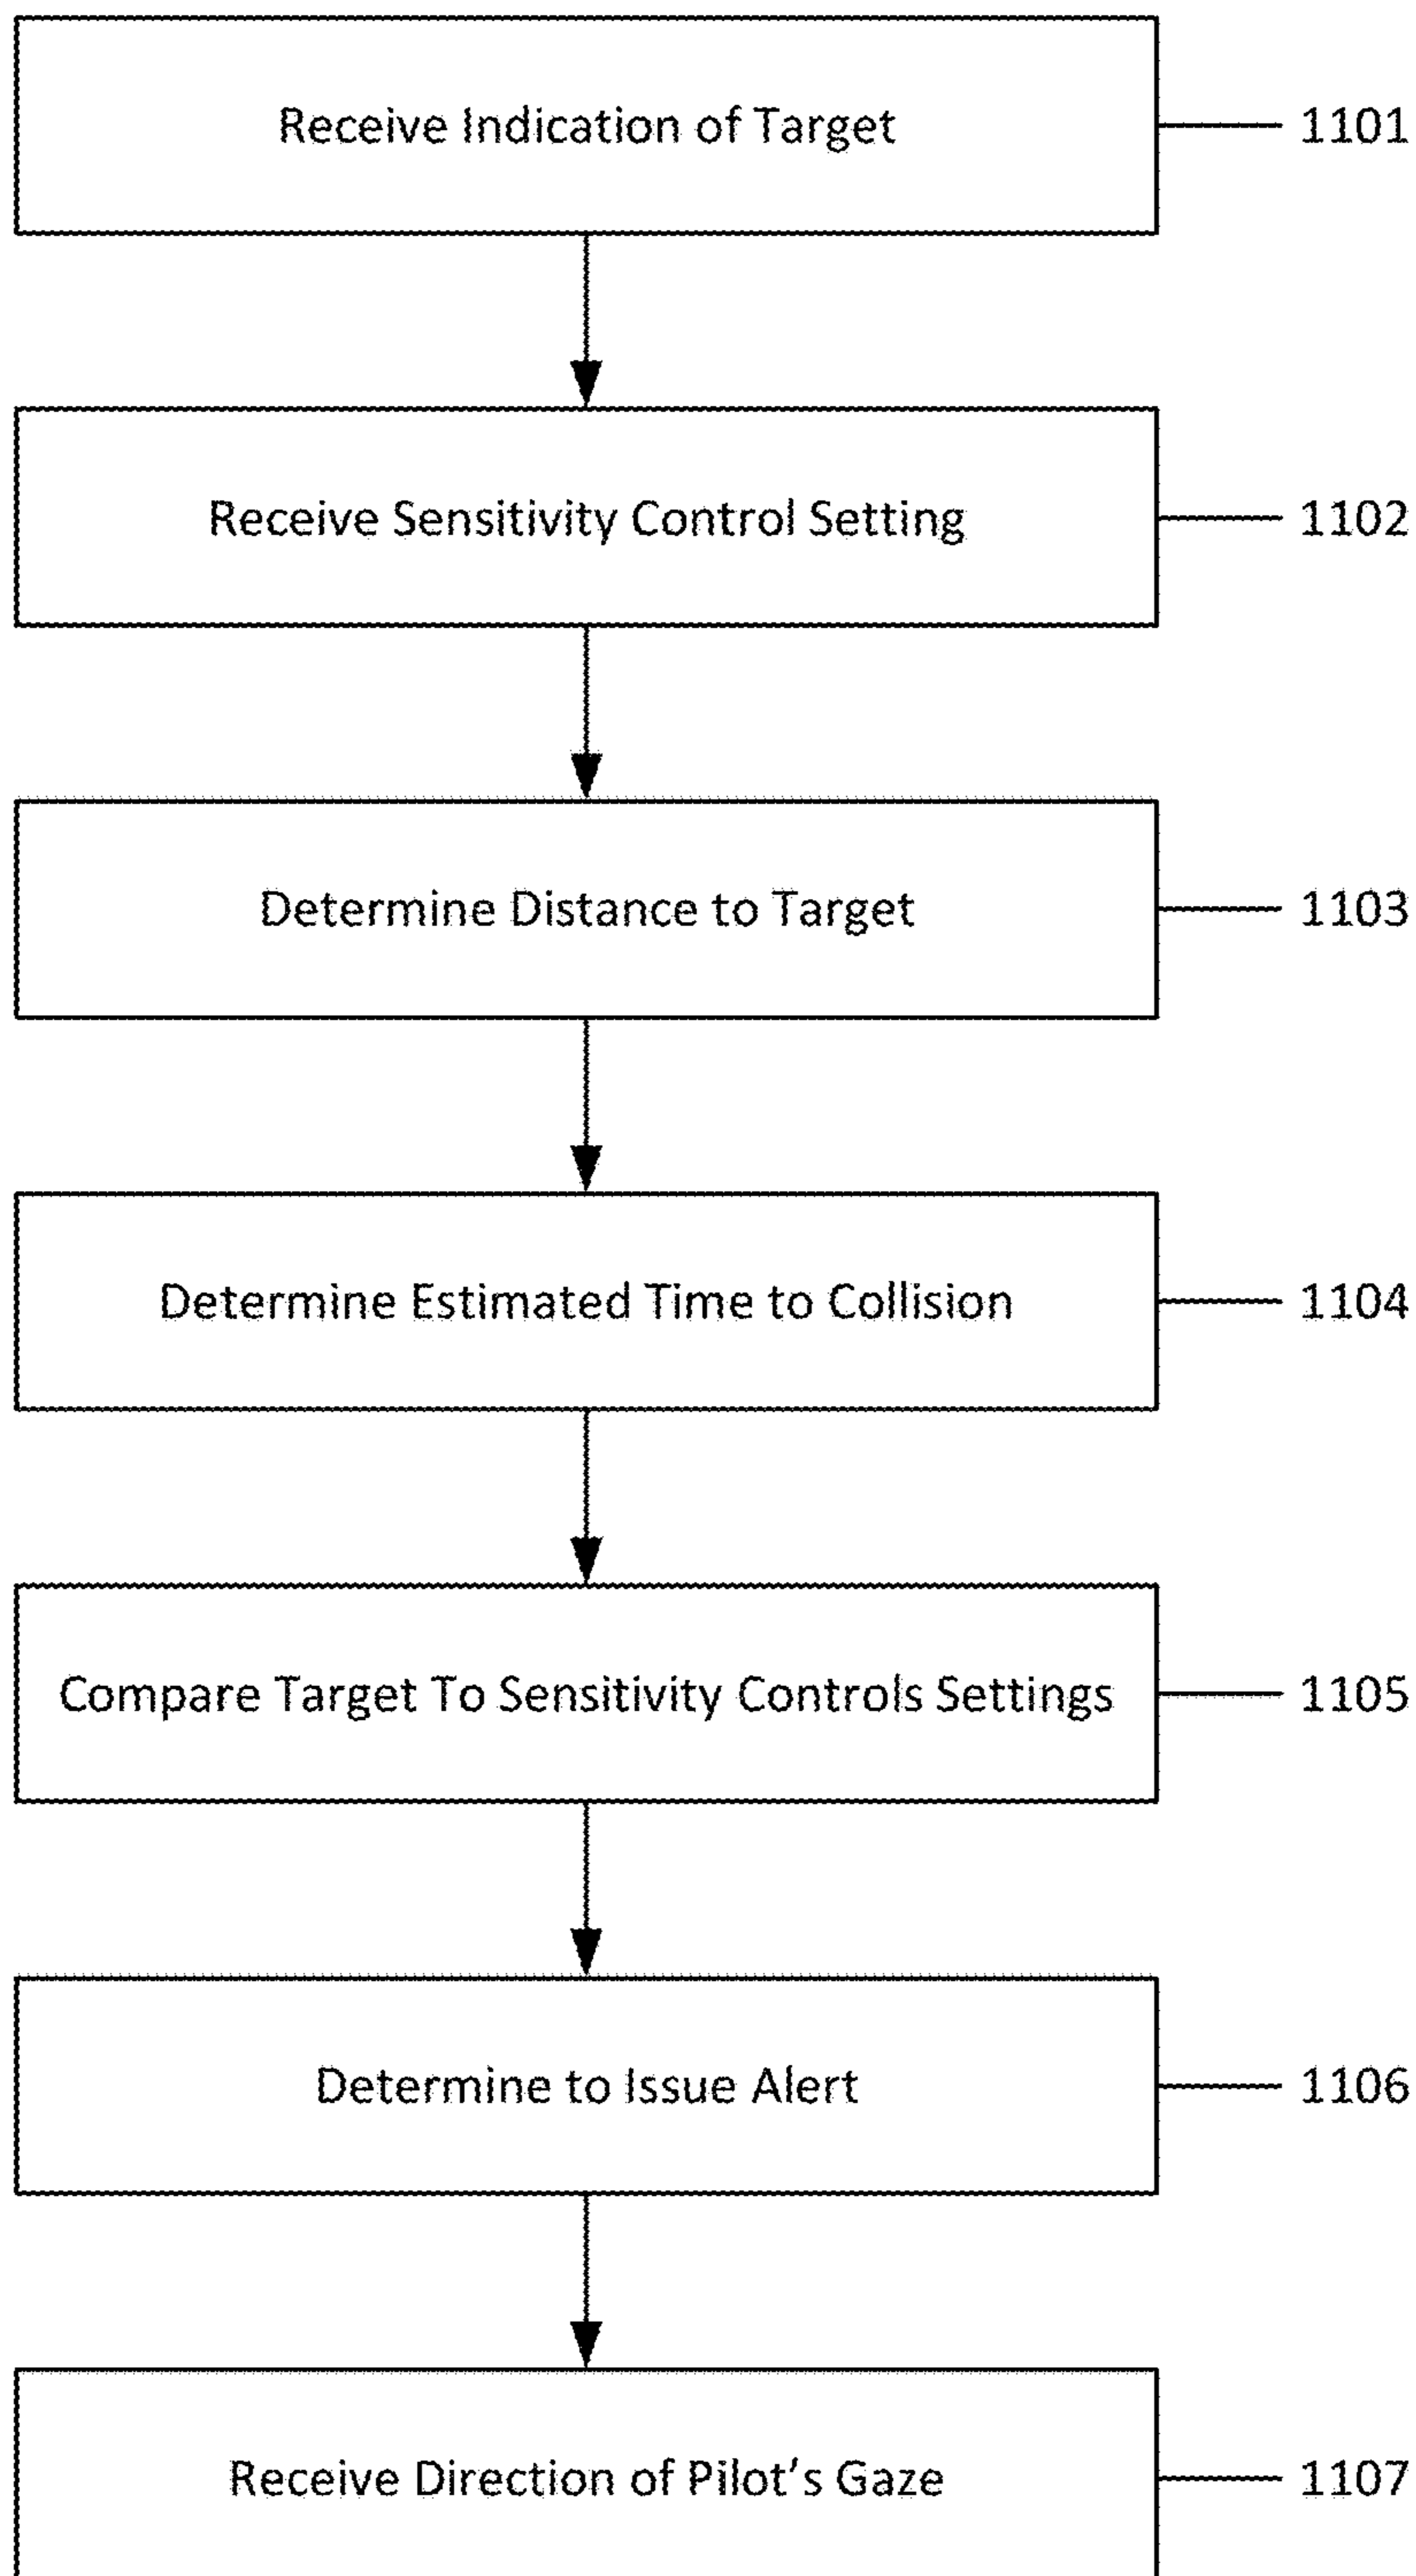 Receive Indication of Target 1101
Receive Sensitivity Control Setting 1102
Determine Distance to Target 1103
Determine Estimated Time to Collision 1104
Compare Target To Sensitivity Controls Settings 1105
Determine to Issue Alert 1106
Receive Direction of Pilot's Gaze 1107